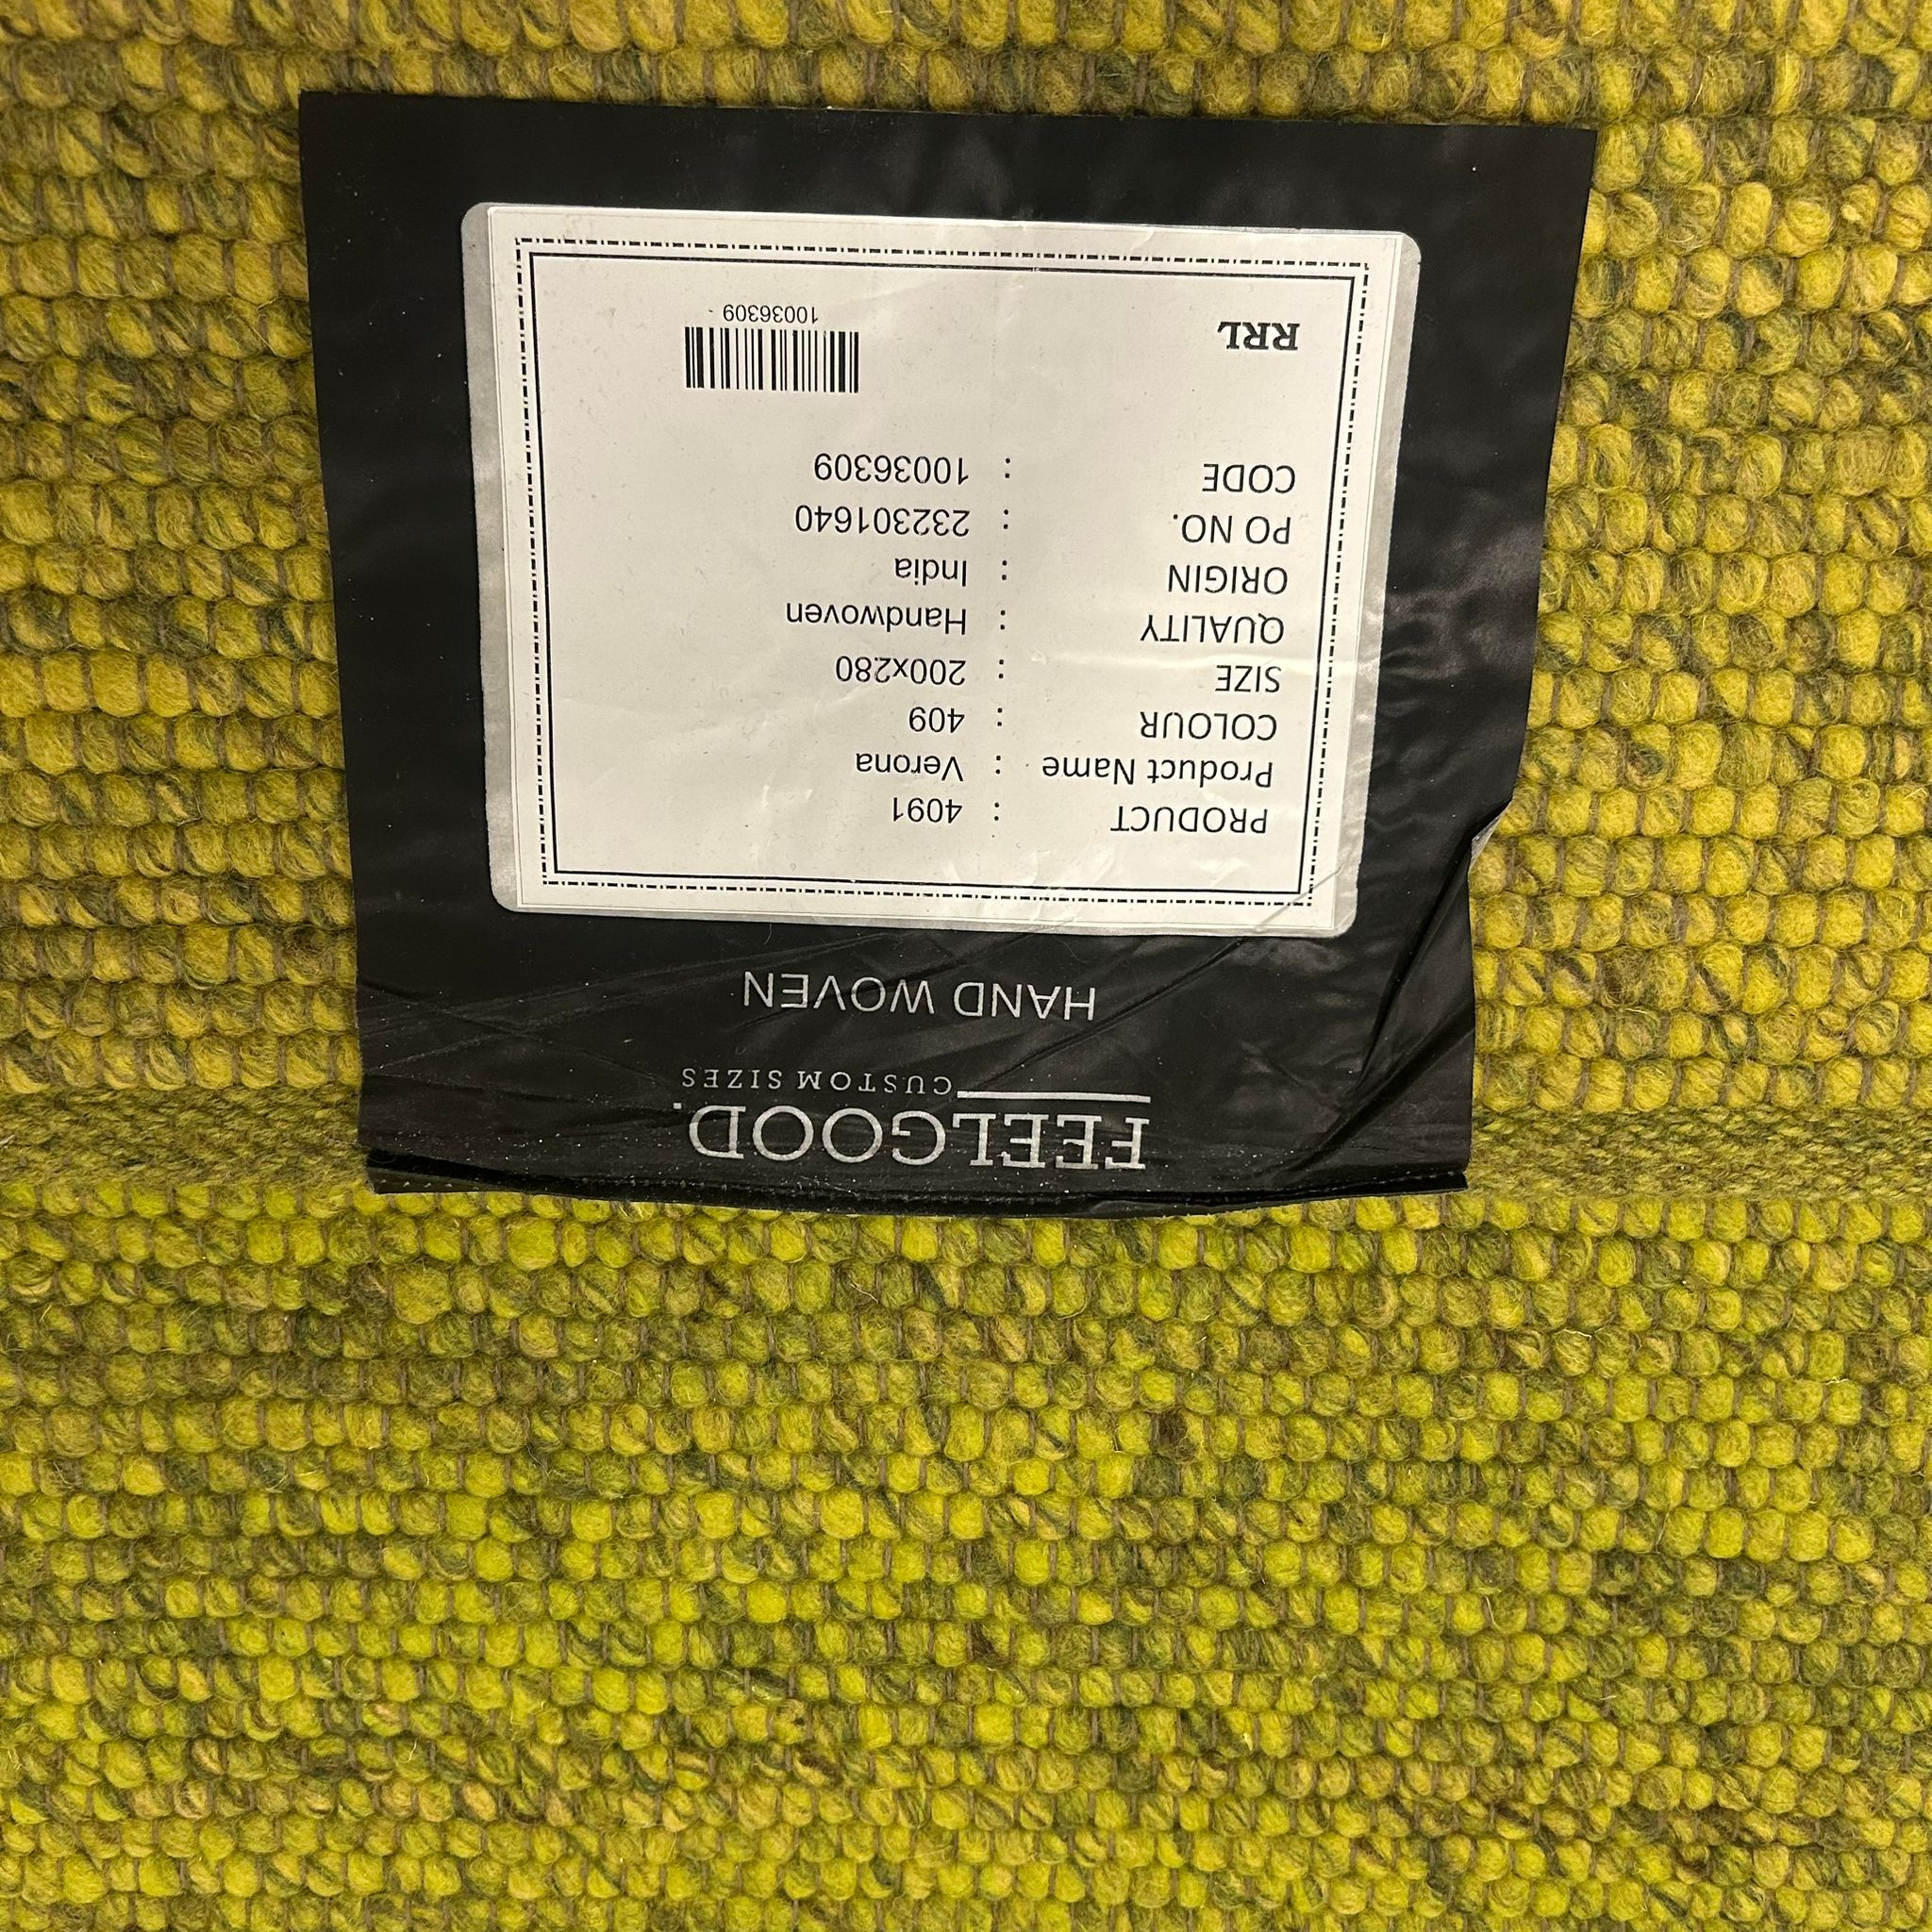 FEELGOOD.
CUSTOM SIZES
HAND WOVEN
PRODUCT : 4091
Product Name : Verona
COLOUR : 409
SIZE : 200x280
QUALITY : Handwoven
ORIGIN : India
PO NO. : 232301640
CODE : 10036309
RRL
10036309